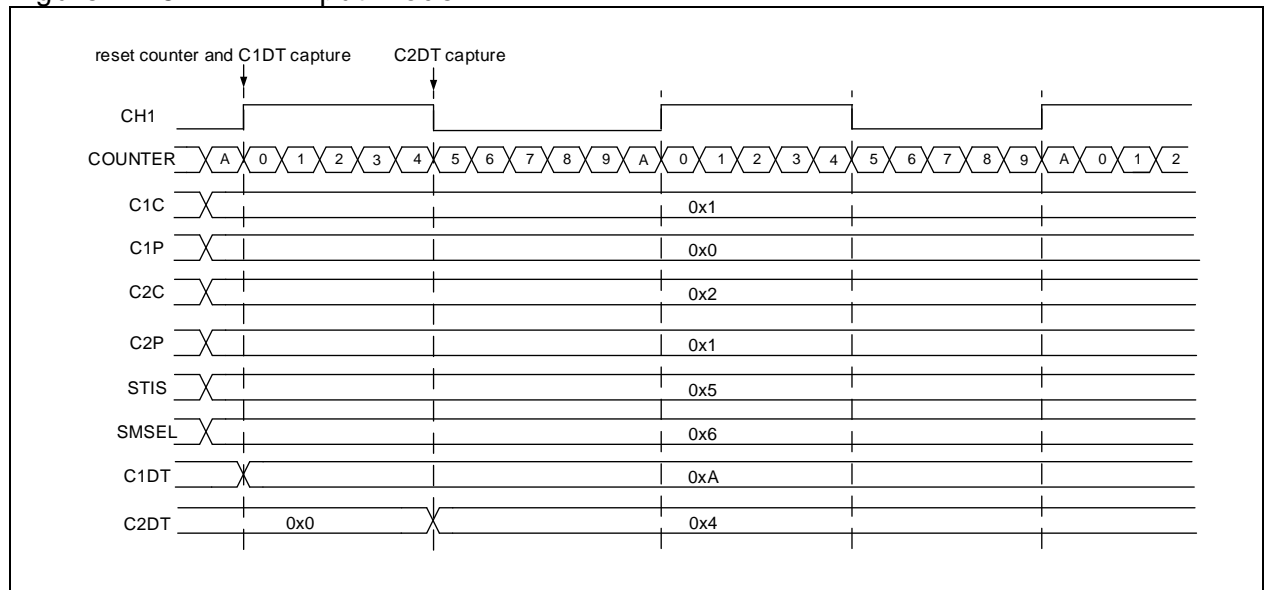 reset counter and C1DT capture C2DT capture
CH1
COUNTER A 0 1 2 3 4 5 6 7 8 9 A 0 1 2 3 4 5 6 7 8 9 A 0 1 2
C1C 0x1
C1P 0x0
C2C 0x2
C2P 0x1
STIS 0x5
SMSEL 0x6
C1DT 0xA
C2DT 0x0 0x4